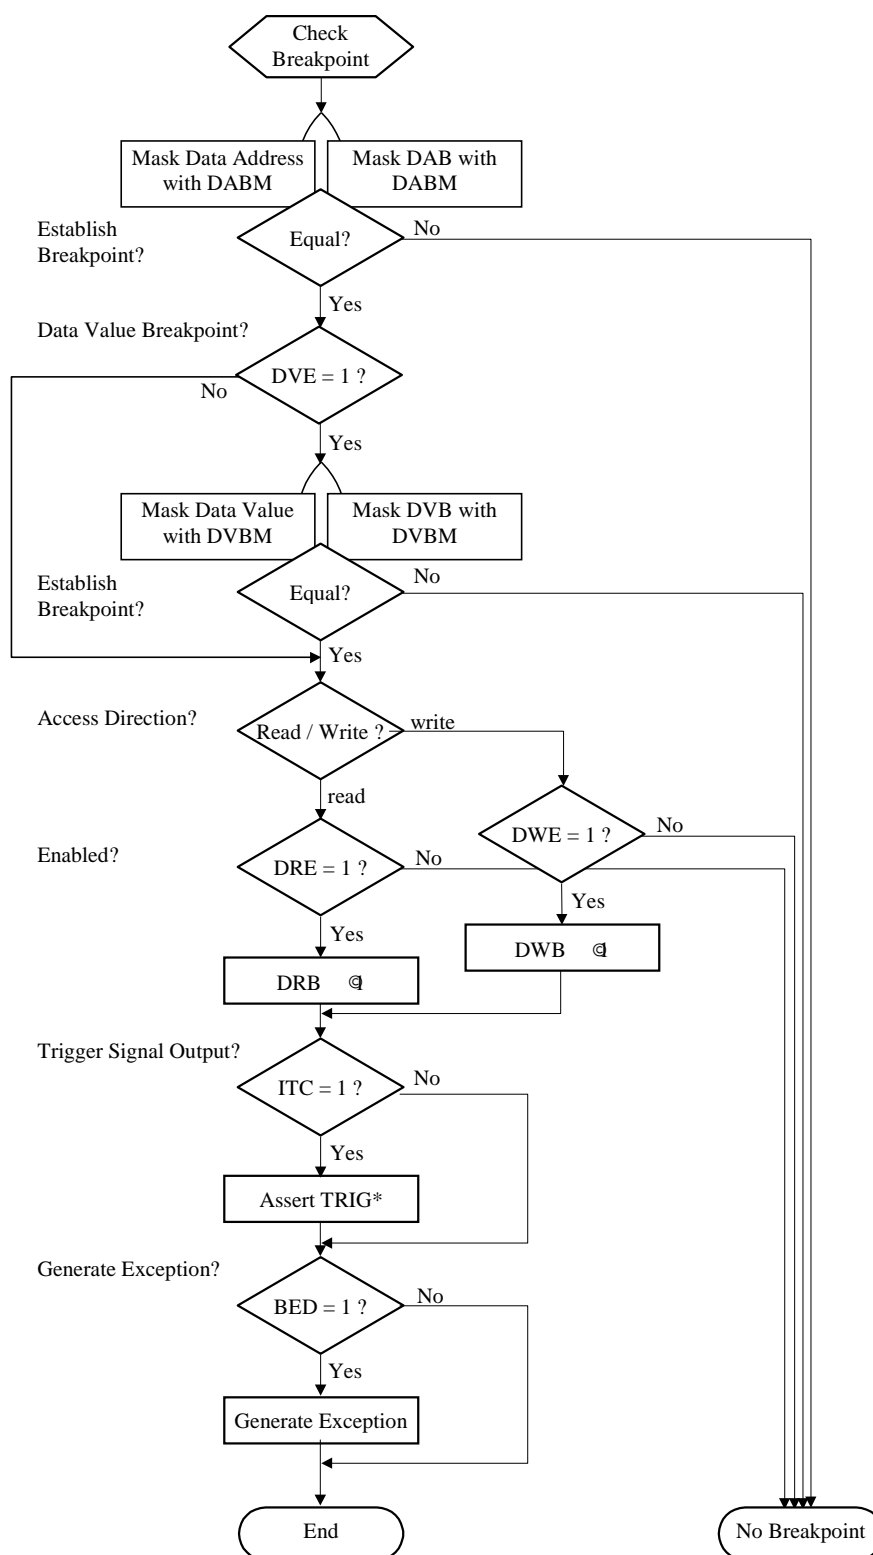 Check
Breakpoint
Mask Data Address
with DABM
Mask DAB with
DABM
Establish
Breakpoint?
Equal?
No
Yes
Data Value Breakpoint?
DVE = 1 ?
No
Yes
Mask Data Value
with DVBM
Mask DVB with
DVBM
Establish
Breakpoint?
Equal?
No
Yes
Access Direction?
Read / Write ?
write
read
DWE = 1 ?
No
Enabled?
DRE = 1 ?
No
Yes
Yes
DWB
DRB
Trigger Signal Output?
ITC = 1 ?
No
Yes
Assert TRIG*
Generate Exception?
BED = 1 ?
No
Yes
Generate Exception
End
No Breakpoint